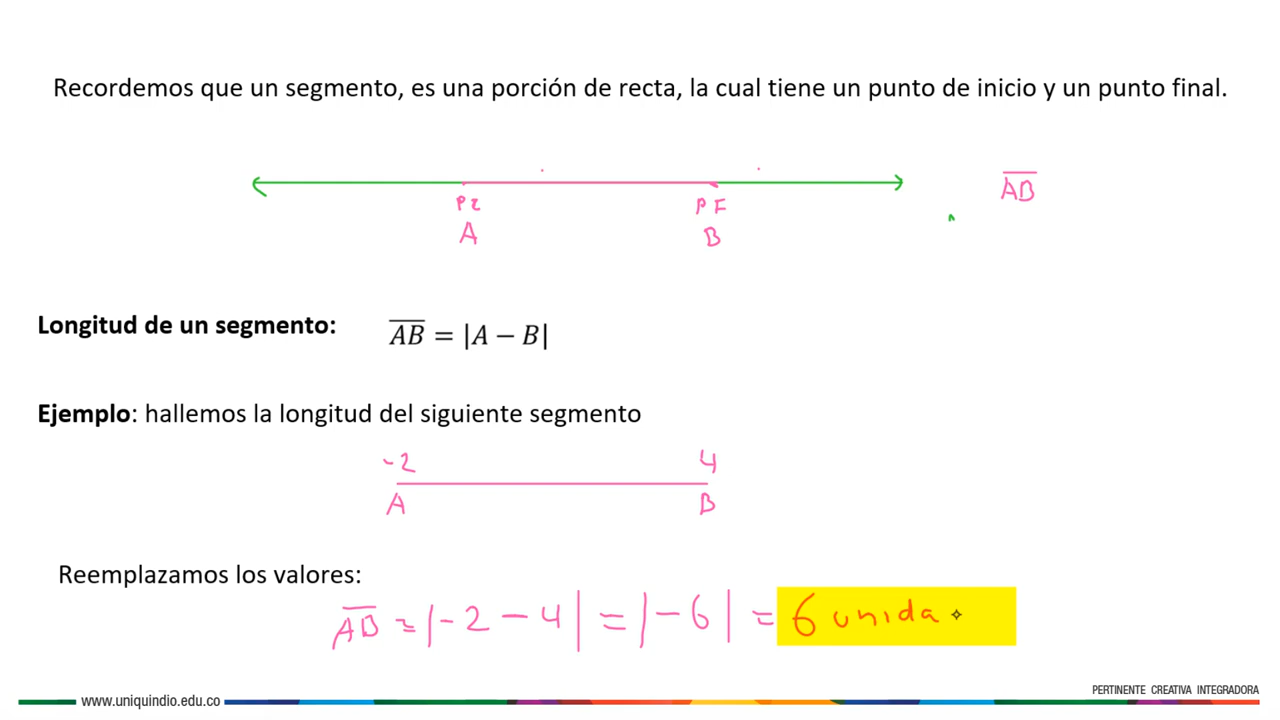 Recordemos que un segmento, es una porción de recta, la cual tiene un punto de inicio y un punto final.
AB
PI PF
A B
Longitud de un segmento: AB = |A − B|
Ejemplo: hallemos la longitud del siguiente segmento
-2 4
A B
Reemplazamos los valores:
AB = |-2 - 4| = |-6| = 6 unida
PERTINENTE CREATIVA INTEGRADORA
www.uniquindio.edu.co